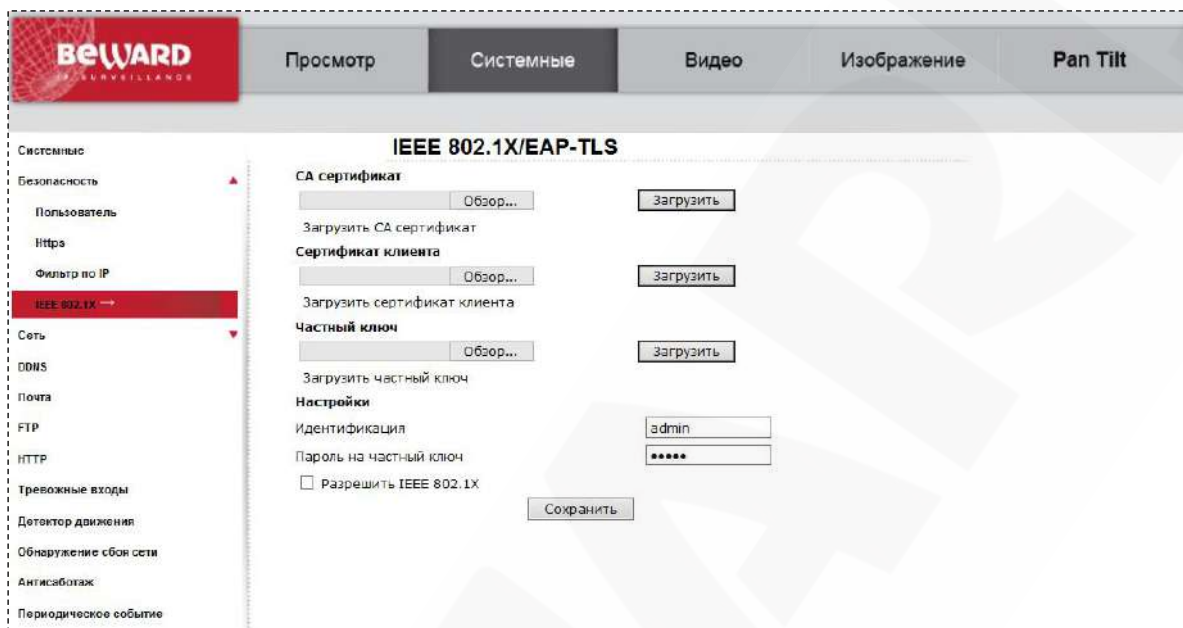 BEWARD
IP SURVEILLANCE
Просмотр
Системные
Видео
Изображение
Pan Tilt
Системные
Безопасность
Пользователь
Https
Фильтр по IP
IEEE 802.1X →
Сеть
DDNS
Почта
FTP
HTTP
Тревожные входы
Детектор движения
Обнаружение сбоя сети
Антисаботаж
Периодическое событие
IEEE 802.1X/EAP-TLS
CA сертификат
Обзор... Загрузить
Загрузить CA сертификат
Сертификат клиента
Обзор... Загрузить
Загрузить сертификат клиента
Частный ключ
Обзор... Загрузить
Загрузить частный ключ
Настройки
Идентификация admin
Пароль на частный ключ •••••
Разрешить IEEE 802.1X
Сохранить